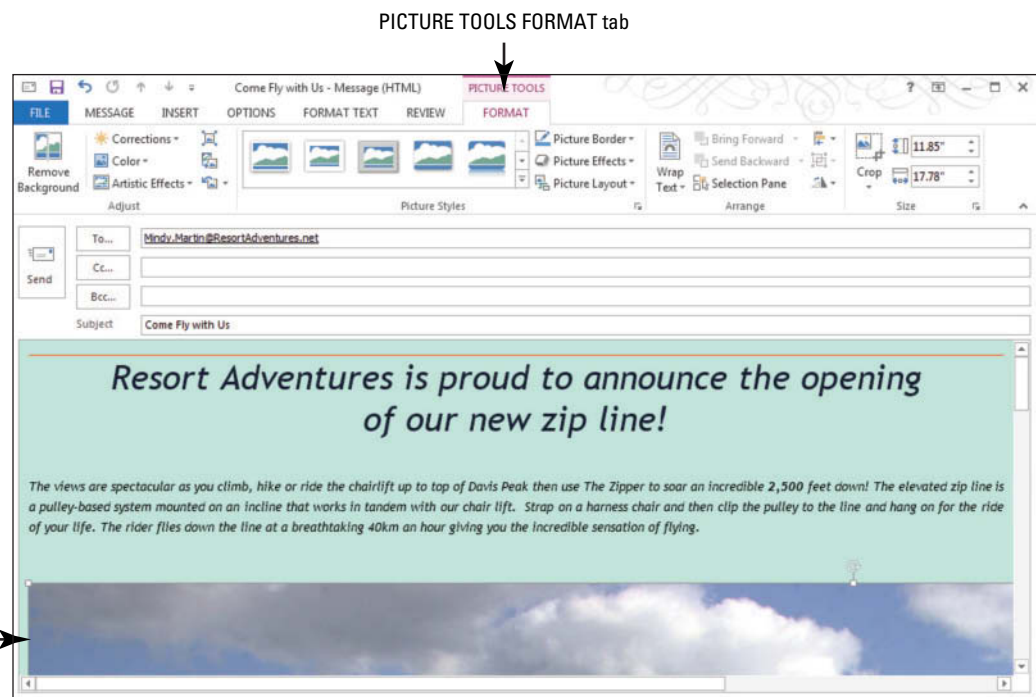 PICTURE TOOLS FORMAT tab
Come Fly with Us - Message (HTML)
PICTURE TOOLS
?
FILE
MESSAGE
INSERT
OPTIONS
FORMAT TEXT
REVIEW
FORMAT
Remove
Background
Corrections
Color
Artistic Effects
Adjust
Picture Styles
Picture Border
Picture Effects
Picture Layout
Wrap
Text
Bring Forward
Send Backward
Selection Pane
Arrange
Crop
11.85"
17.78"
Size
Send
To...
Mindy.Martin@ResortAdventures.net
Cc...
Bcc...
Subject
Come Fly with Us
Resort Adventures is proud to announce the opening
of our new zip line!
The views are spectacular as you climb, hike or ride the chairlift up to top of Davis Peak then use The Zipper to soar an incredible 2,500 feet down! The elevated zip line is
a pulley-based system mounted on an incline that works in tandem with our chair lift. Strap on a harness chair and then clip the pulley to the line and hang on for the ride
of your life. The rider flies down the line at a breathtaking 40km an hour giving you the incredible sensation of flying.